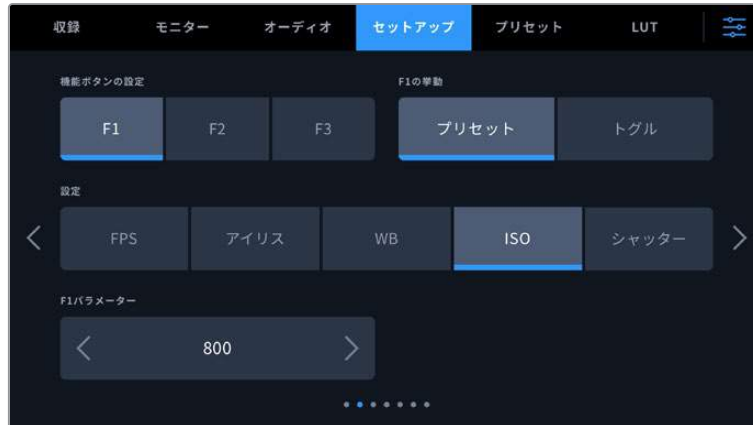 収録 モニター オーディオ セットアップ プリセット LUT
機能ボタンの設定 F1の挙動
F1 F2 F3 プリセット トグル
設定
FPS アイリス WB ISO シャッター
F1パラメーター
800